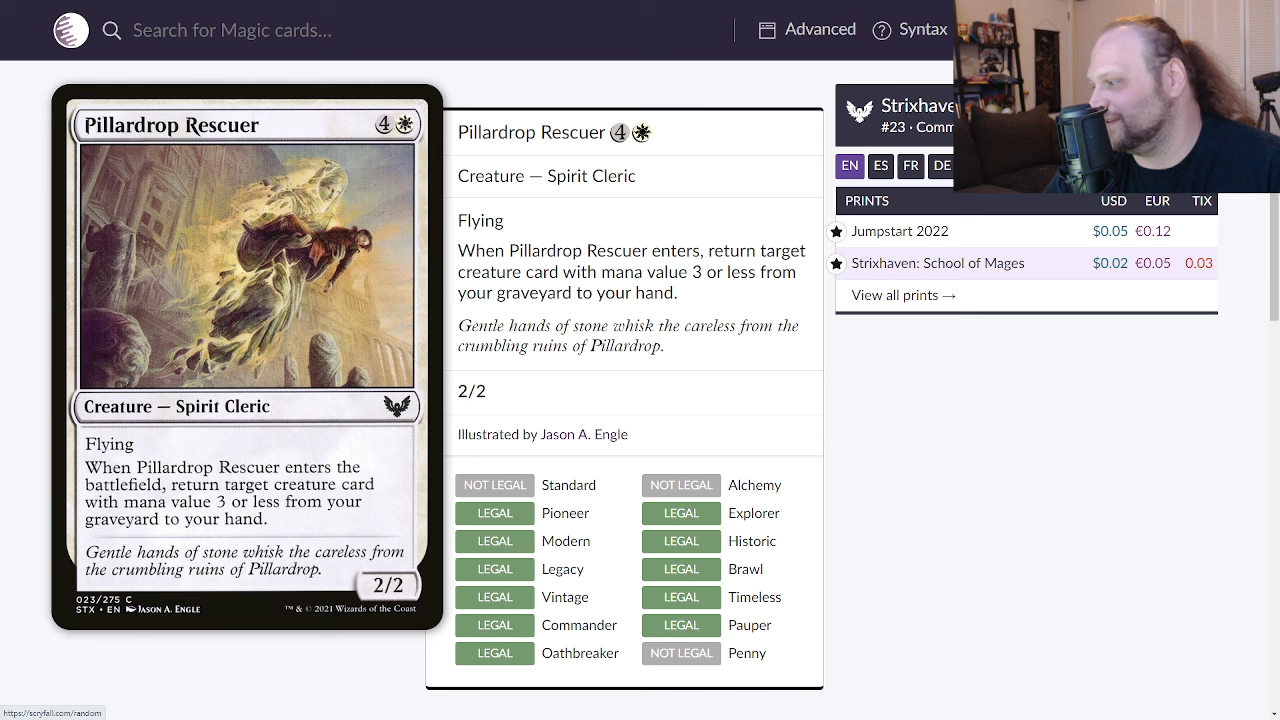 Search for Magic cards...
Advanced
Syntax
Pillardrop Rescuer 4
Creature — Spirit Cleric
Flying
When Pillardrop Rescuer enters the
battlefield, return target creature card
with mana value 3 or less from your
graveyard to your hand.
Gentle hands of stone whisk the careless from
the crumbling ruins of Pillardrop.
2/2
023/275 C
STX • EN JASON A. ENGLE
™ & © 2021 Wizards of the Coast
Pillardrop Rescuer 4
Creature — Spirit Cleric
Flying
When Pillardrop Rescuer enters, return target
creature card with mana value 3 or less from
your graveyard to your hand.
Gentle hands of stone whisk the careless from the
crumbling ruins of Pillardrop.
2/2
Illustrated by Jason A. Engle
NOT LEGAL Standard NOT LEGAL Alchemy
LEGAL Pioneer LEGAL Explorer
LEGAL Modern LEGAL Historic
LEGAL Legacy LEGAL Brawl
LEGAL Vintage LEGAL Timeless
LEGAL Commander LEGAL Pauper
LEGAL Oathbreaker NOT LEGAL Penny
Strixhave
#23 · Comm
EN ES FR DE
PRINTS USD EUR TIX
Jumpstart 2022 $0.05 €0.12
Strixhaven: School of Mages $0.02 €0.05 0.03
View all prints →
https://scryfall.com/random